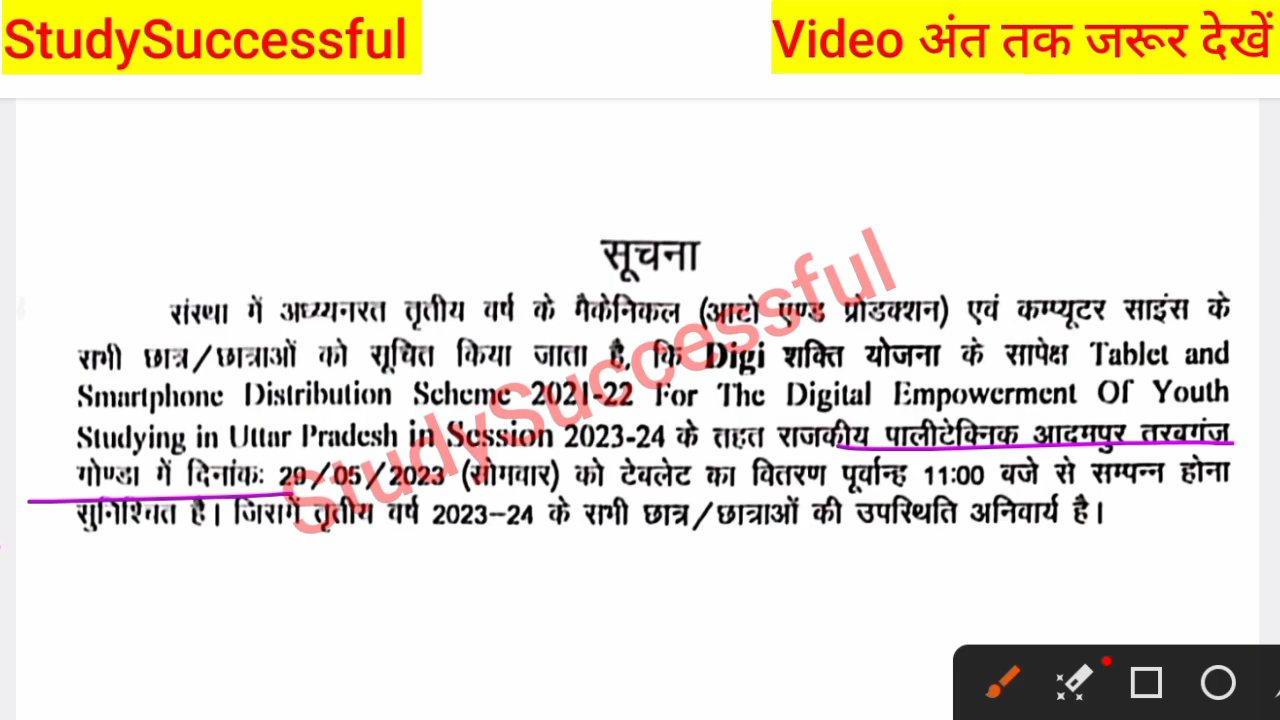 StudySuccessful
Video अंत तक जरूर देखें
सूचना
संस्था में अध्ययनरत तृतीय वर्ष के मैकेनिकल (आटो एण्ड प्रोडक्शन) एवं कम्प्यूटर साइंस के
सभी छात्र/छात्राओं को सूचित किया जाता है, कि Digi शक्ति योजना के सापेक्ष Tablet and
Smartphone Distribution Scheme 2021-22 For The Digital Empowerment Of Youth
Studying in Uttar Pradesh in Session 2023-24 के तहत राजकीय पालीटेक्निक आदमपुर तरवगंज
गोण्डा में दिनांकः 29/05/2023 (सोमवार) को टेवलेट का वितरण पूर्वान्ह 11:00 बजे से सम्पन्न होना
सुनिश्चित है। जिसमें तृतीय वर्ष 2023-24 के सभी छात्र/छात्राओं की उपस्थिति अनिवार्य है।
StudySuccessful